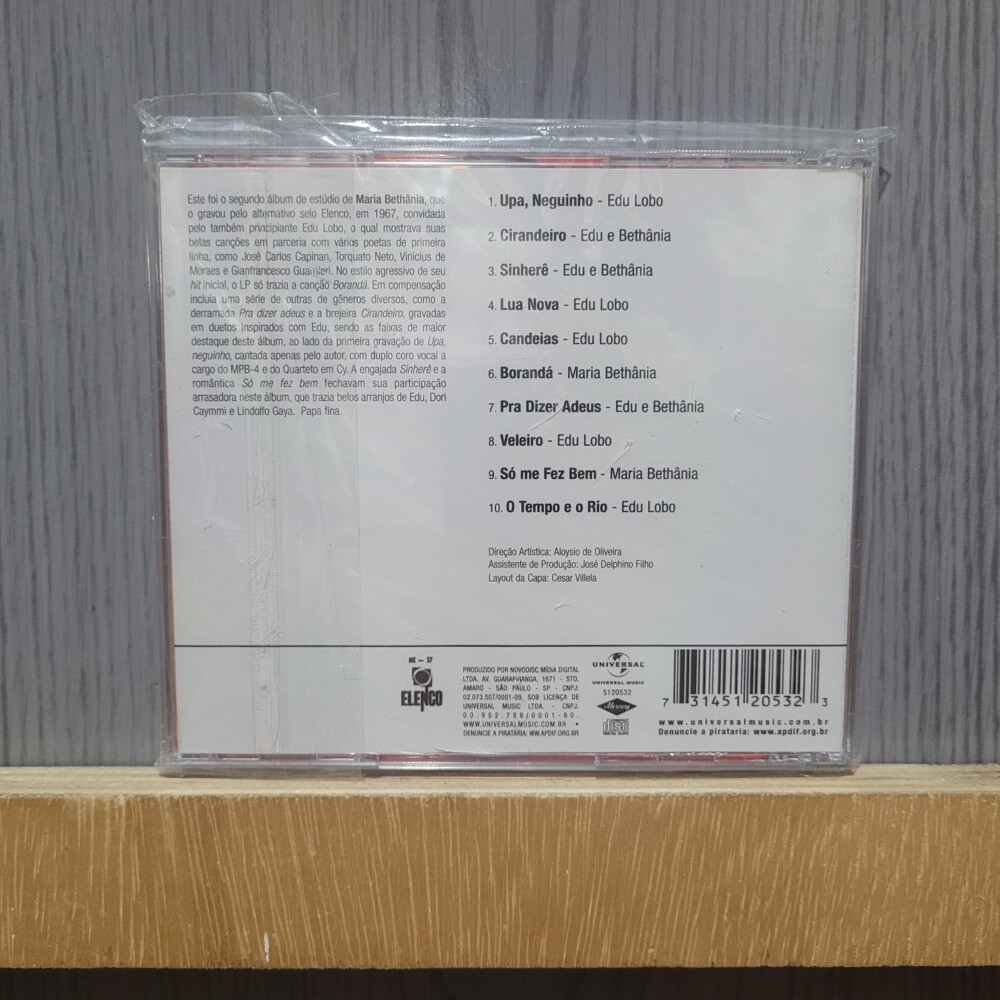 Este foi o segundo álbum de estúdio de Maria Bethânia, que
o gravou pelo alternativo selo Elenco, em 1967, convidada
pelo também principiante Edu Lobo, o qual mostrava suas
belas canções em parceria com vários poetas de primeira
linha, como José Carlos Capinan, Torquato Neto, Vinicius de
Moraes e Gianfrancesco Guarnieri. No estilo agressivo de seu
hit inicial, o LP só trazia a canção Borandá. Em compensação
incluía uma série de outras de gêneros diversos, como a
derramada Pra dizer adeus e a brejeira Cirandeiro, gravadas
em duetos inspirados com Edu, sendo as faixas de maior
destaque deste álbum, ao lado da primeira gravação de Upa,
neguinho, cantada apenas pelo autor, com duplo coro vocal a
cargo do MPB-4 e do Quarteto em Cy. A engajada Sinherê e a
romântica Só me fez bem fechavam sua participação
arrasadora neste álbum, que trazia belos arranjos de Edu, Dori
Caymmi e Lindolfo Gaya. Papa fina.
1. Upa, Neguinho - Edu Lobo
2. Cirandeiro - Edu e Bethânia
3. Sinherê - Edu e Bethânia
4. Lua Nova - Edu Lobo
5. Candeias - Edu Lobo
6. Borandá - Maria Bethânia
7. Pra Dizer Adeus - Edu e Bethânia
8. Veleiro - Edu Lobo
9. Só me Fez Bem - Maria Bethânia
10. O Tempo e o Rio - Edu Lobo
Direção Artística: Aloysio de Oliveira
Assistente de Produção: José Delphino Filho
Layout da Capa: Cesar Villela
ME - 37
ELENCO
PRODUZIDO POR NOVODISC MÍDIA DIGITAL
LTDA. AV. GUARAPIRANGA, 1671 - STO.
AMARO - SÃO PAULO - SP - CNPJ:
02.073.507/0001-09, SOB LICENÇA DE
UNIVERSAL MUSIC LTDA. - CNPJ.
00.952.789/0001-80.
WWW.UNIVERSALMUSIC.COM.BR •
DENUNCIE A PIRATARIA: WW.APDIF.ORG.BR
UNIVERSAL
UNIVERSAL MUSIC
5120532
Mercury
COMPACT
disc
DIGITAL AUDIO
7 31451 20532 3
www.universalmusic.com.br
Denuncie a pirataria: www.apdif.org.br